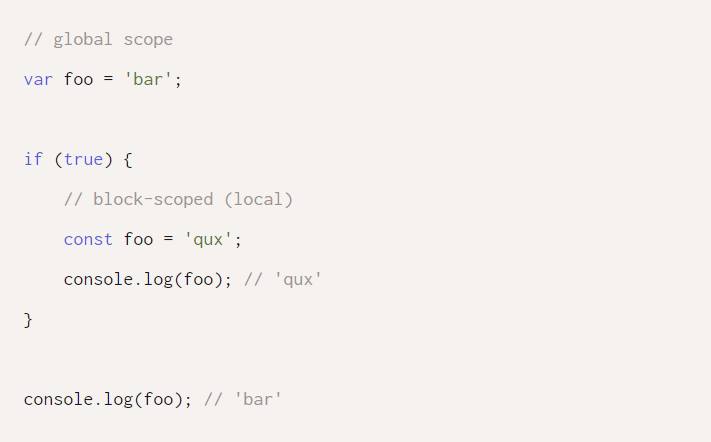 // global scope
var foo = 'bar';
if (true) {
    // block-scoped (local)
    const foo = 'qux';
    console.log(foo); // 'qux'
}
console.log(foo); // 'bar'